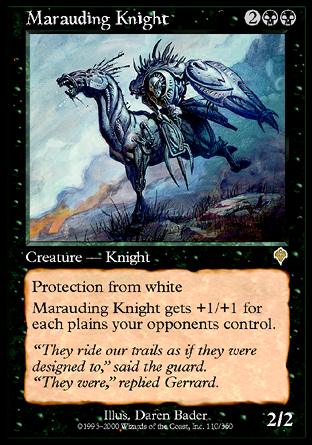 Marauding Knight 2
Creature — Knight
Protection from white
Marauding Knight gets +1/+1 for
each plains your opponents control.
“They ride our trails as if they were
designed to,” said the guard.
“They were,” replied Gerrard.
Illus. Daren Bader
©1993–2000 Wizards of the Coast, Inc. 110/350
2/2